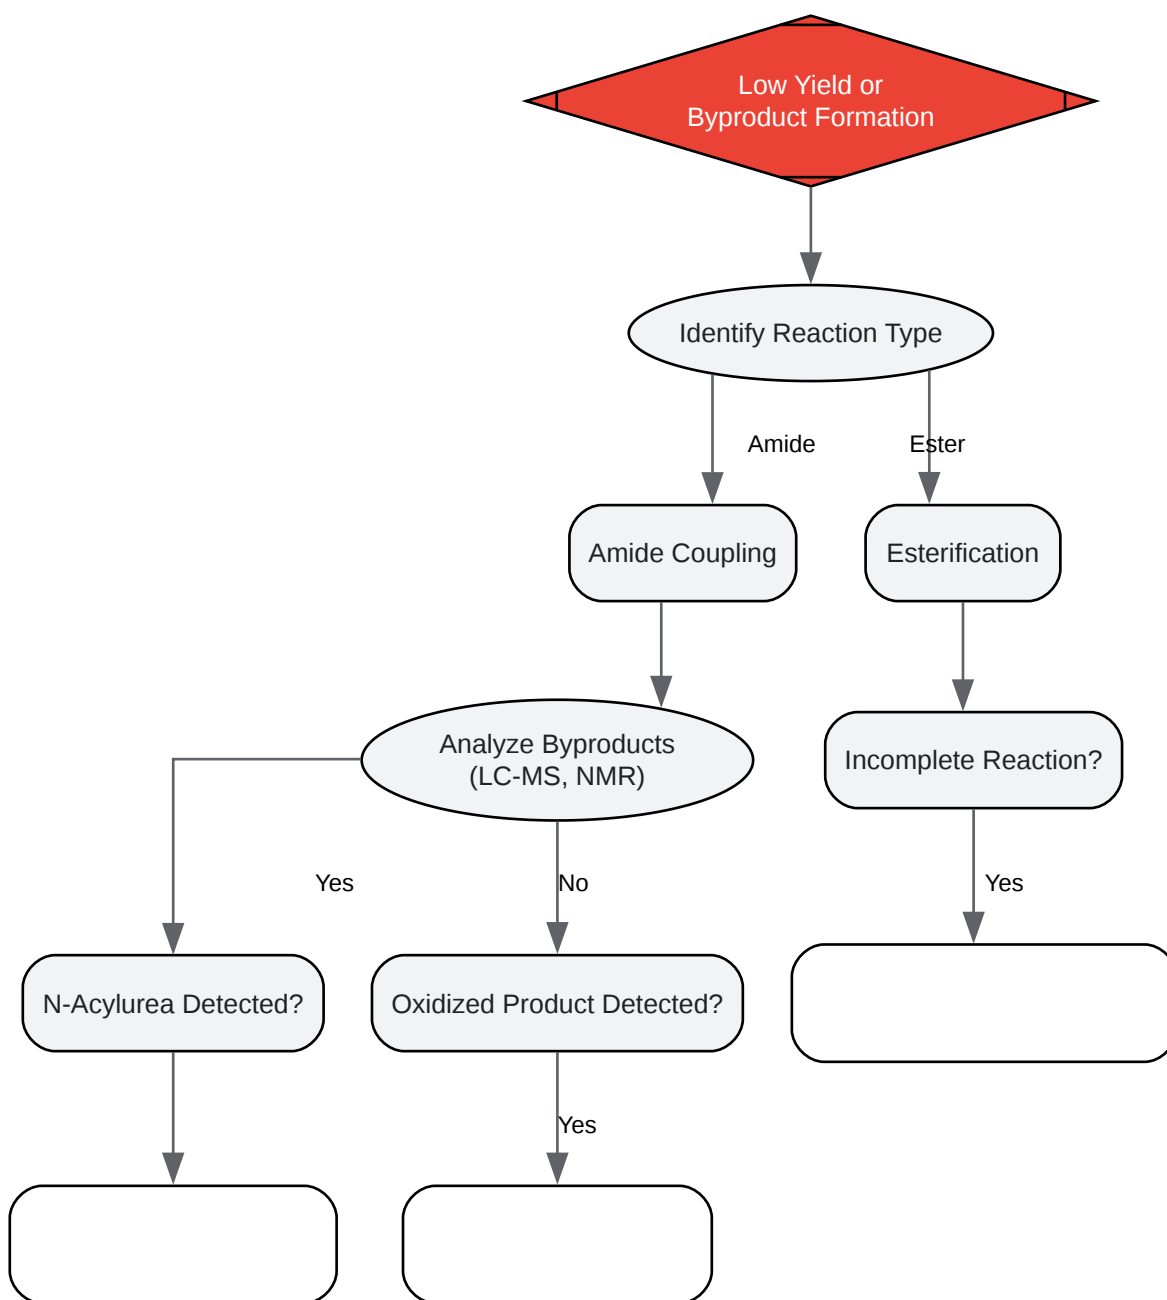 Low Yield or
Byproduct Formation
Identify Reaction Type
Amide
Ester
Amide Coupling
Esterification
Analyze Byproducts
(LC-MS, NMR)
Incomplete Reaction?
Yes
No
Yes
N-Acylurea Detected?
Oxidized Product Detected?
Yes